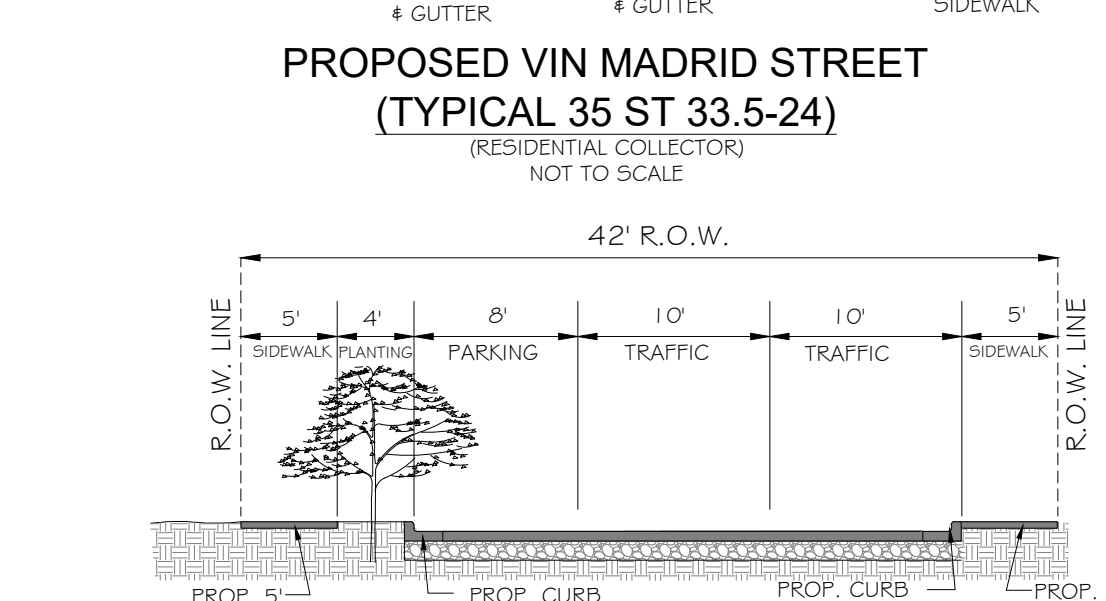 & GUTTER
& GUTTER
SIDEWALK
PROPOSED VIN MADRID STREET
(TYPICAL 35 ST 33.5-24)
(RESIDENTIAL COLLECTOR)
NOT TO SCALE
42' R.O.W.
R.O.W. LINE
5'
4'
8'
10'
10'
5'
R.O.W. LINE
SIDEWALK
PLANTING
PARKING
TRAFFIC
TRAFFIC
SIDEWALK
PROP. 5'
PROP. CURB
PROP. CURB
PROP.